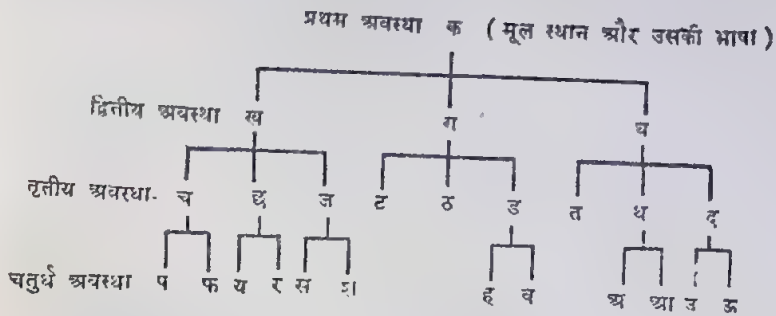 प्रथम अवस्था क ( मूल स्थान और उसकी भाषा )
द्वितीय अवस्था ख ग घ
तृतीय अवस्था- च छ ज ट ठ ड त थ द
चतुर्थ अवस्था प फ य र स श ह व अ आ उ ऊ